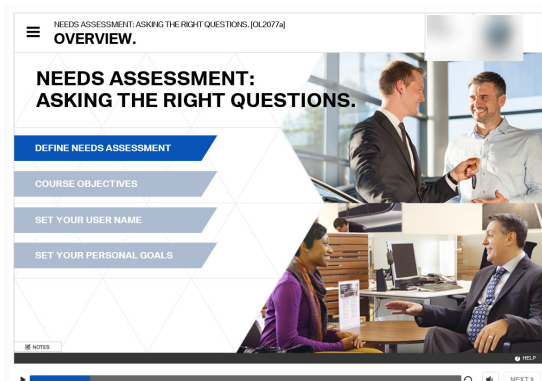 NEEDS ASSESSMENT: ASKING THE RIGHT QUESTIONS. [OL2077a]
OVERVIEW.
NEEDS ASSESSMENT:
ASKING THE RIGHT QUESTIONS.
DEFINE NEEDS ASSESSMENT
COURSE OBJECTIVES
SET YOUR USER NAME
SET YOUR PERSONAL GOALS
NOTES
HELP
NEXT >